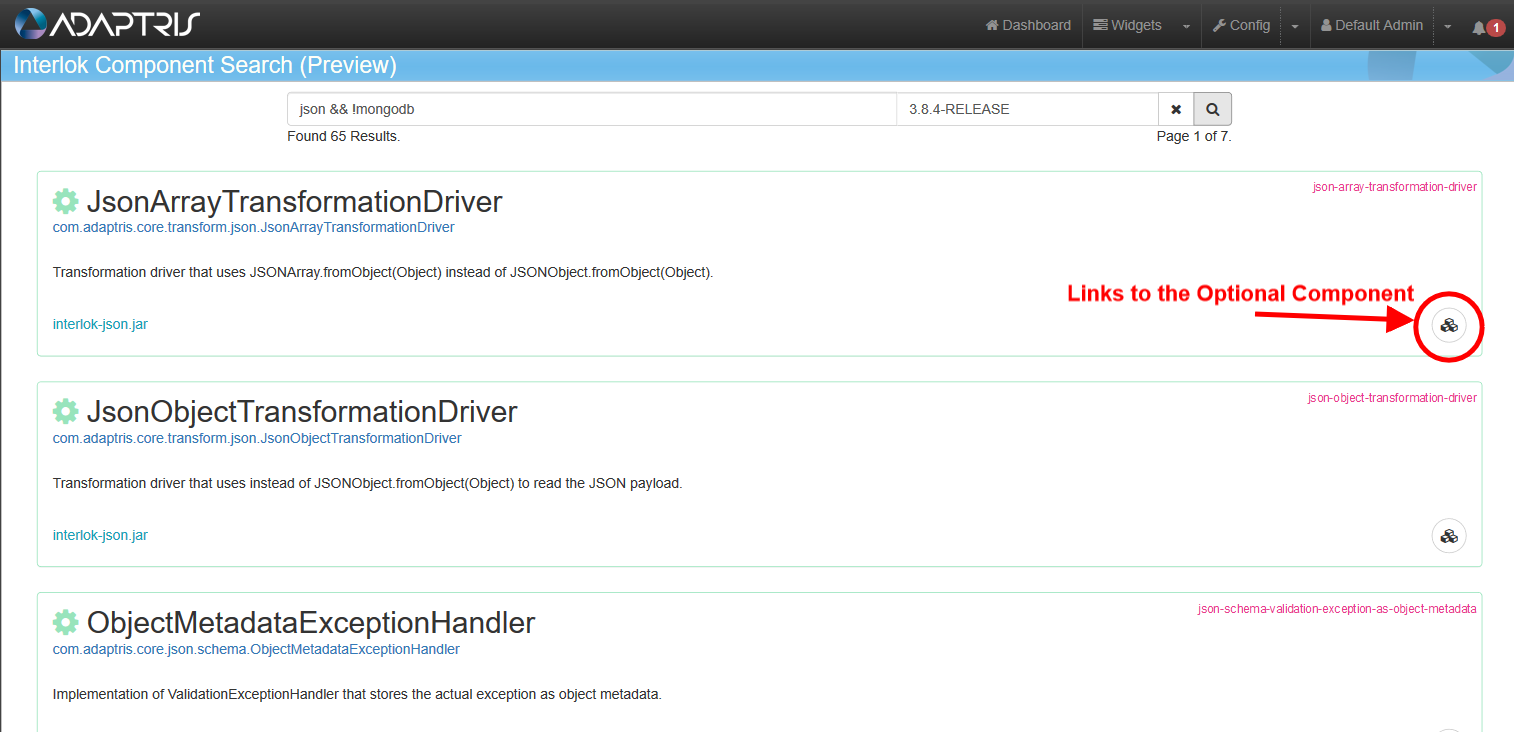 ADAPTRIS
Dashboard Widgets Config Default Admin 1
Interlok Component Search (Preview)
json && !mongodb 3.8.4-RELEASE
Found 65 Results. Page 1 of 7.
JsonArrayTransformationDriver json-array-transformation-driver
com.adaptris.core.transform.json.JsonArrayTransformationDriver
Transformation driver that uses JSONArray.fromObject(Object) instead of JSONObject.fromObject(Object).
Links to the Optional Component
interlok-json.jar
JsonObjectTransformationDriver json-object-transformation-driver
com.adaptris.core.transform.json.JsonObjectTransformationDriver
Transformation driver that uses instead of JSONObject.fromObject(Object) to read the JSON payload.
interlok-json.jar
ObjectMetadataExceptionHandler json-schema-validation-exception-as-object-metadata
com.adaptris.core.json.schema.ObjectMetadataExceptionHandler
Implementation of ValidationExceptionHandler that stores the actual exception as object metadata.